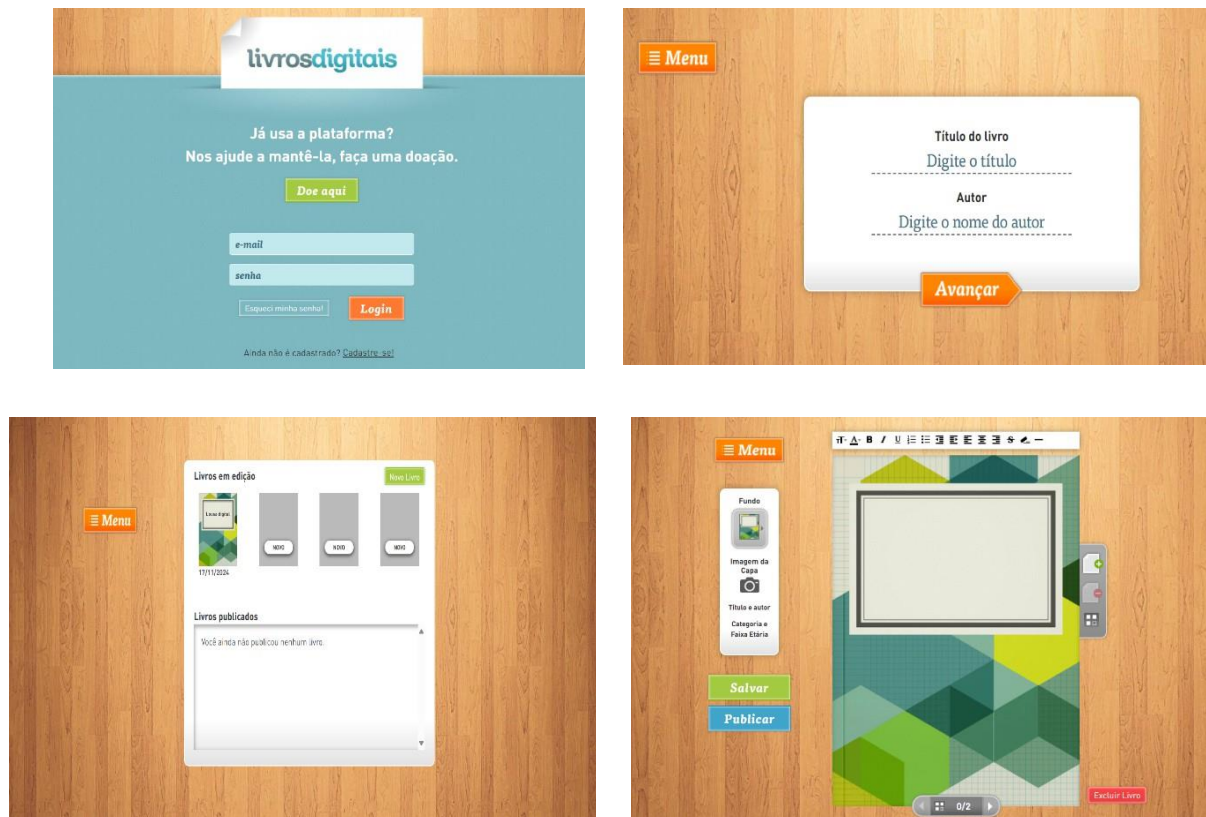 livrosdigitais
Já usa a plataforma?
Nos ajude a mantê-la, faça uma doação.
Doe aqui
e-mail
senha
Esqueci minha senha!
Login
Ainda não é cadastrado? Cadastre-se!
Menu
Título do livro
Digite o título
Autor
Digite o nome do autor
Avançar
Menu
Livros em edição
Novo Livro
Livro digital
NOVO
NOVO
NOVO
17/11/2024
Livros publicados
Você ainda não publicou nenhum livro.
Menu
Fundo
Imagem da
Capa
Título e autor
Categoria e
Faixa Etária
Salvar
Publicar
T A B I U S
0/2
Excluir Livro